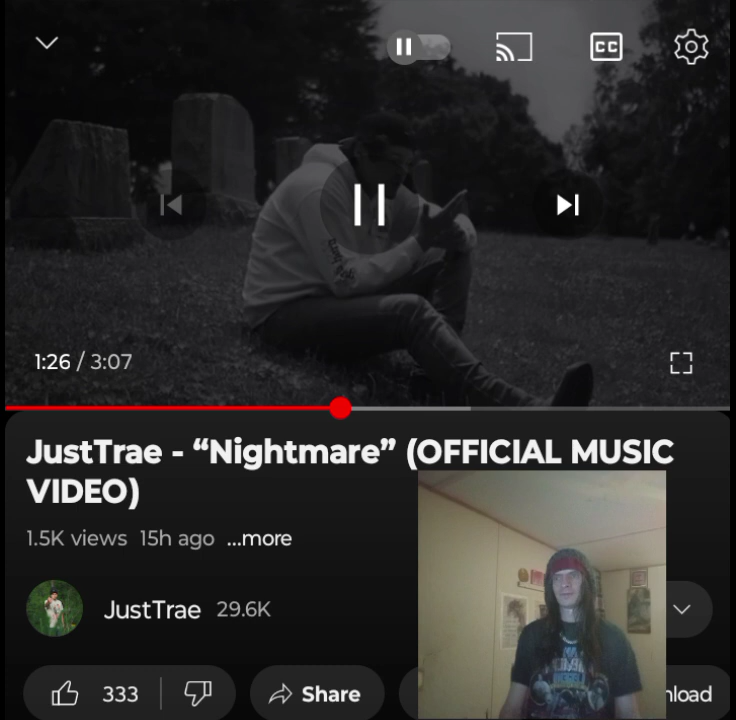 CC
1:26 / 3:07
JustTrae - “Nightmare” (OFFICIAL MUSIC
VIDEO)
1.5K views 15h ago ...more
JustTrae 29.6K
333
Share
nload